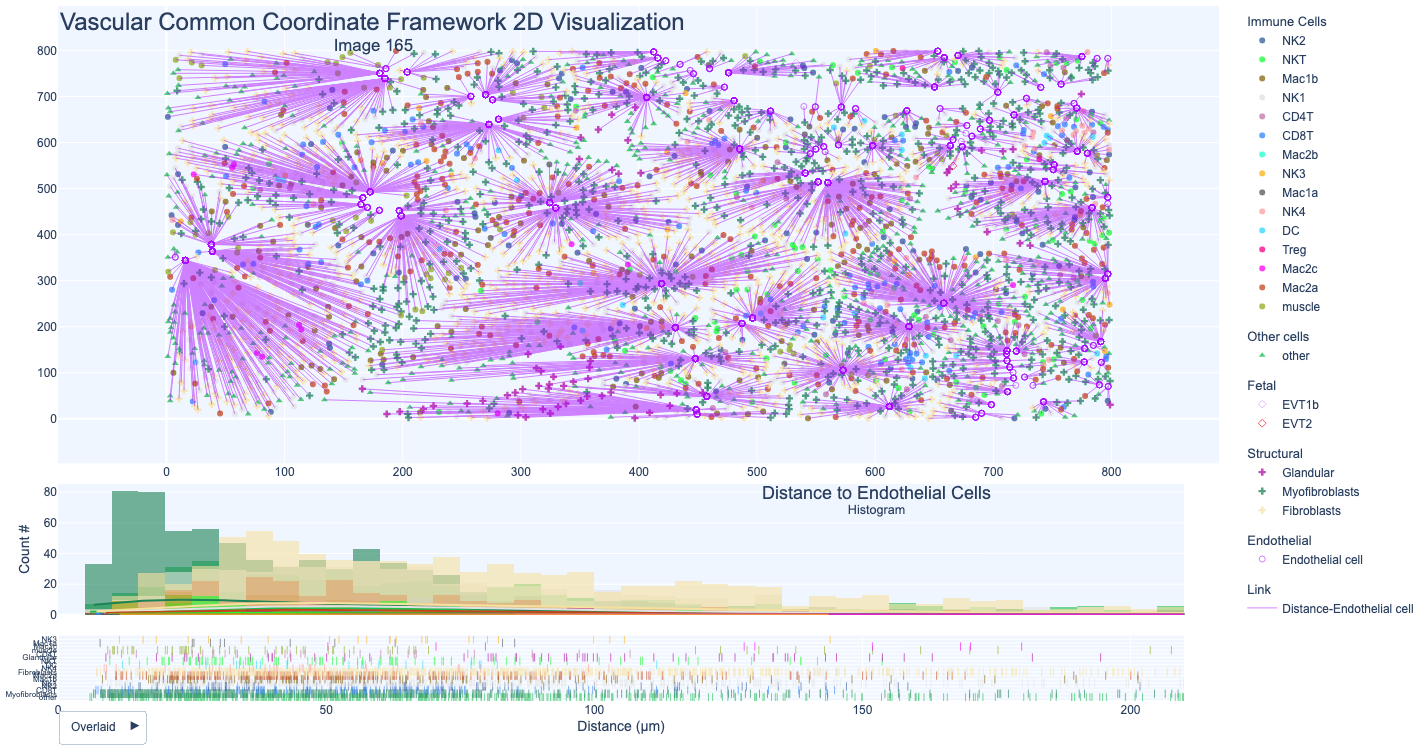 Vascular Common Coordinate Framework 2D Visualization
Image 165
800
700
600
500
400
300
200
100
0
0 100 200 300 400 500 600 700 800
Immune Cells
NK2
NKT
Mac1b
NK1
CD4T
CD8T
Mac2b
NK3
Mac1a
NK4
DC
Treg
Mac2c
Mac2a
muscle
Other cells
other
Fetal
EVT1b
EVT2
Structural
Glandular
Myofibroblasts
Fibroblasts
Endothelial
Endothelial cell
Link
Distance-Endothelial cell
Distance to Endothelial Cells
Histogram
Count #
80
60
40
20
0
NK3
Glandular
Fibroblasts
CD8T
Myofibroblasts
0 50 100 150 200
Distance (μm)
Overlaid ▶